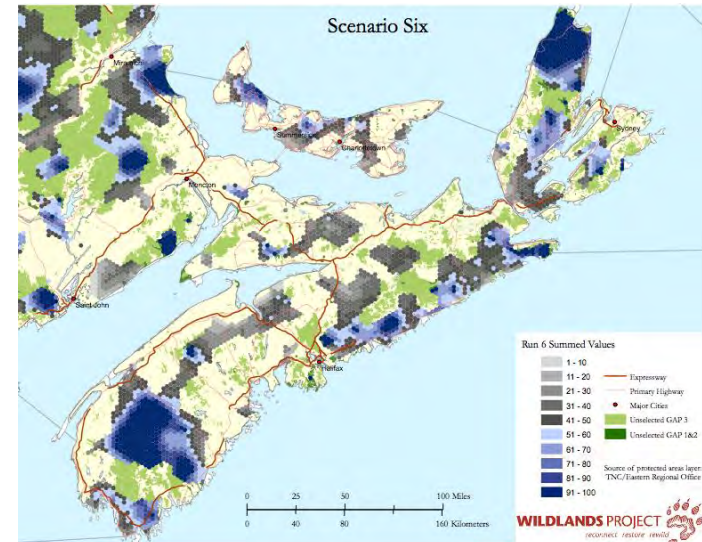 Scenario Six
Miramichi
Summerside
Charlottetown
Sydney
Moncton
Saint John
Halifax
Run 6 Summed Values
1 - 10
11 - 20
21 - 30
31 - 40
41 - 50
51 - 60
61 - 70
71 - 80
81 - 90
91 - 100
Expressway
Primary Highway
Major Cities
Unselected GAP 3
Unselected GAP 1&2
Source of protected areas layer:
TNC/Eastern Regional Office
0 25 50 100 Miles
0 40 80 160 Kilometers
WILDLANDS PROJECT
reconnect restore rewild